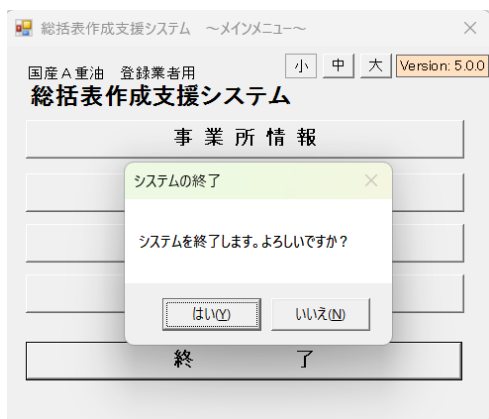 総括表作成支援システム ～メインメニュー～
小 中 大 Version: 5.0.0
国産Ａ重油 登録業者用
総括表作成支援システム
事 業 所 情 報
システムの終了
システムを終了します。よろしいですか？
はい(Y) いいえ(N)
終 了